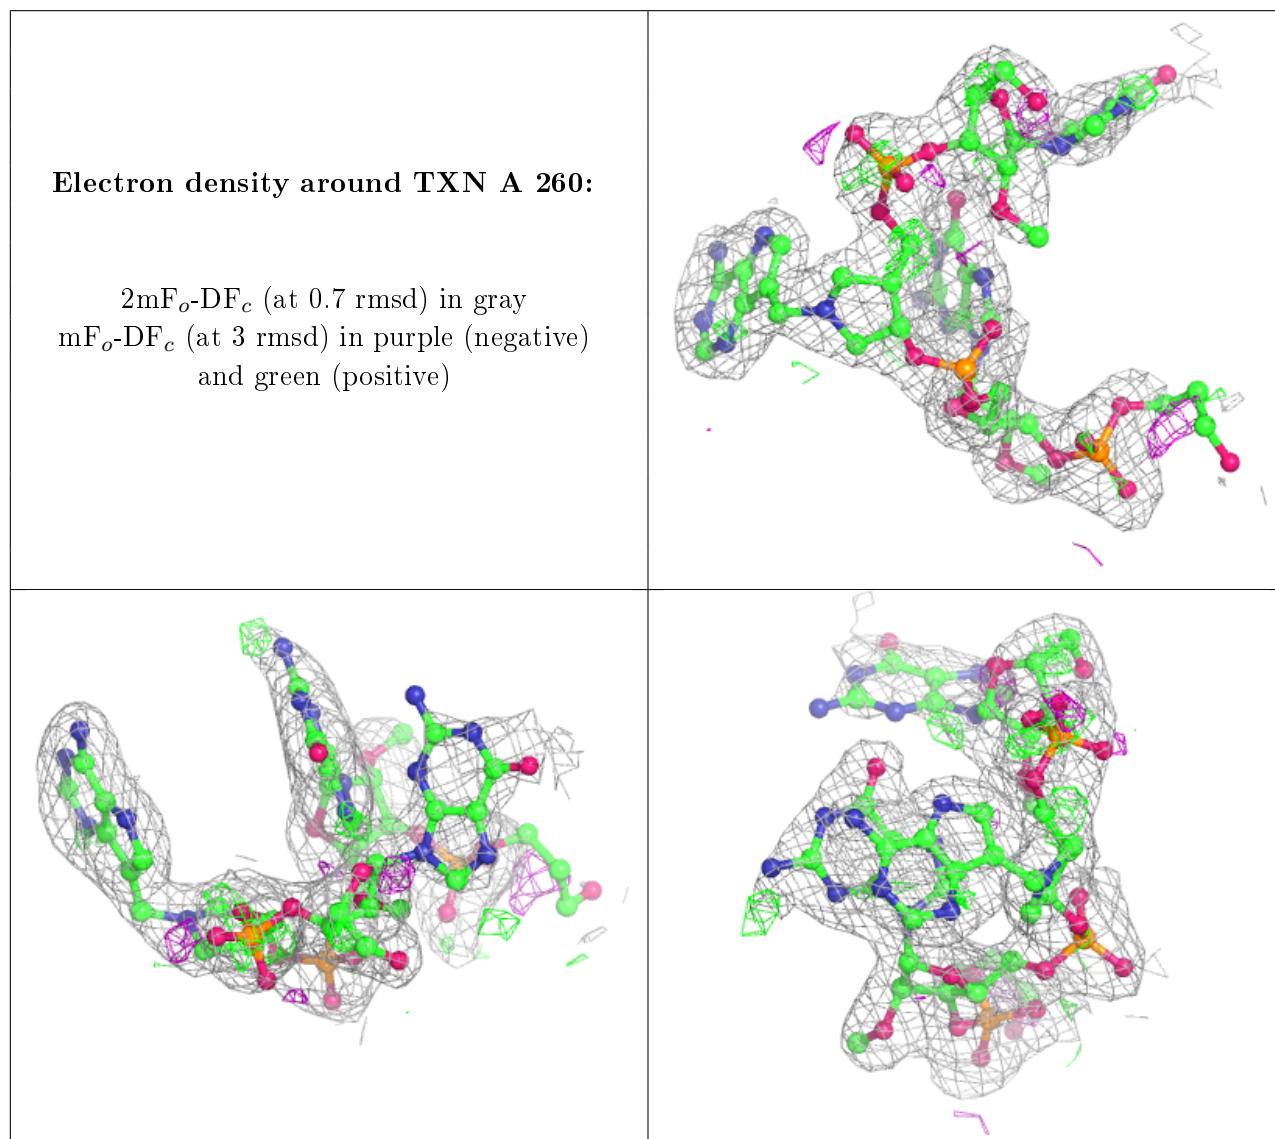 Electron density around TXN A 260:
2mFₒ-DF𝒸 (at 0.7 rmsd) in gray
mFₒ-DF𝒸 (at 3 rmsd) in purple (negative)
and green (positive)